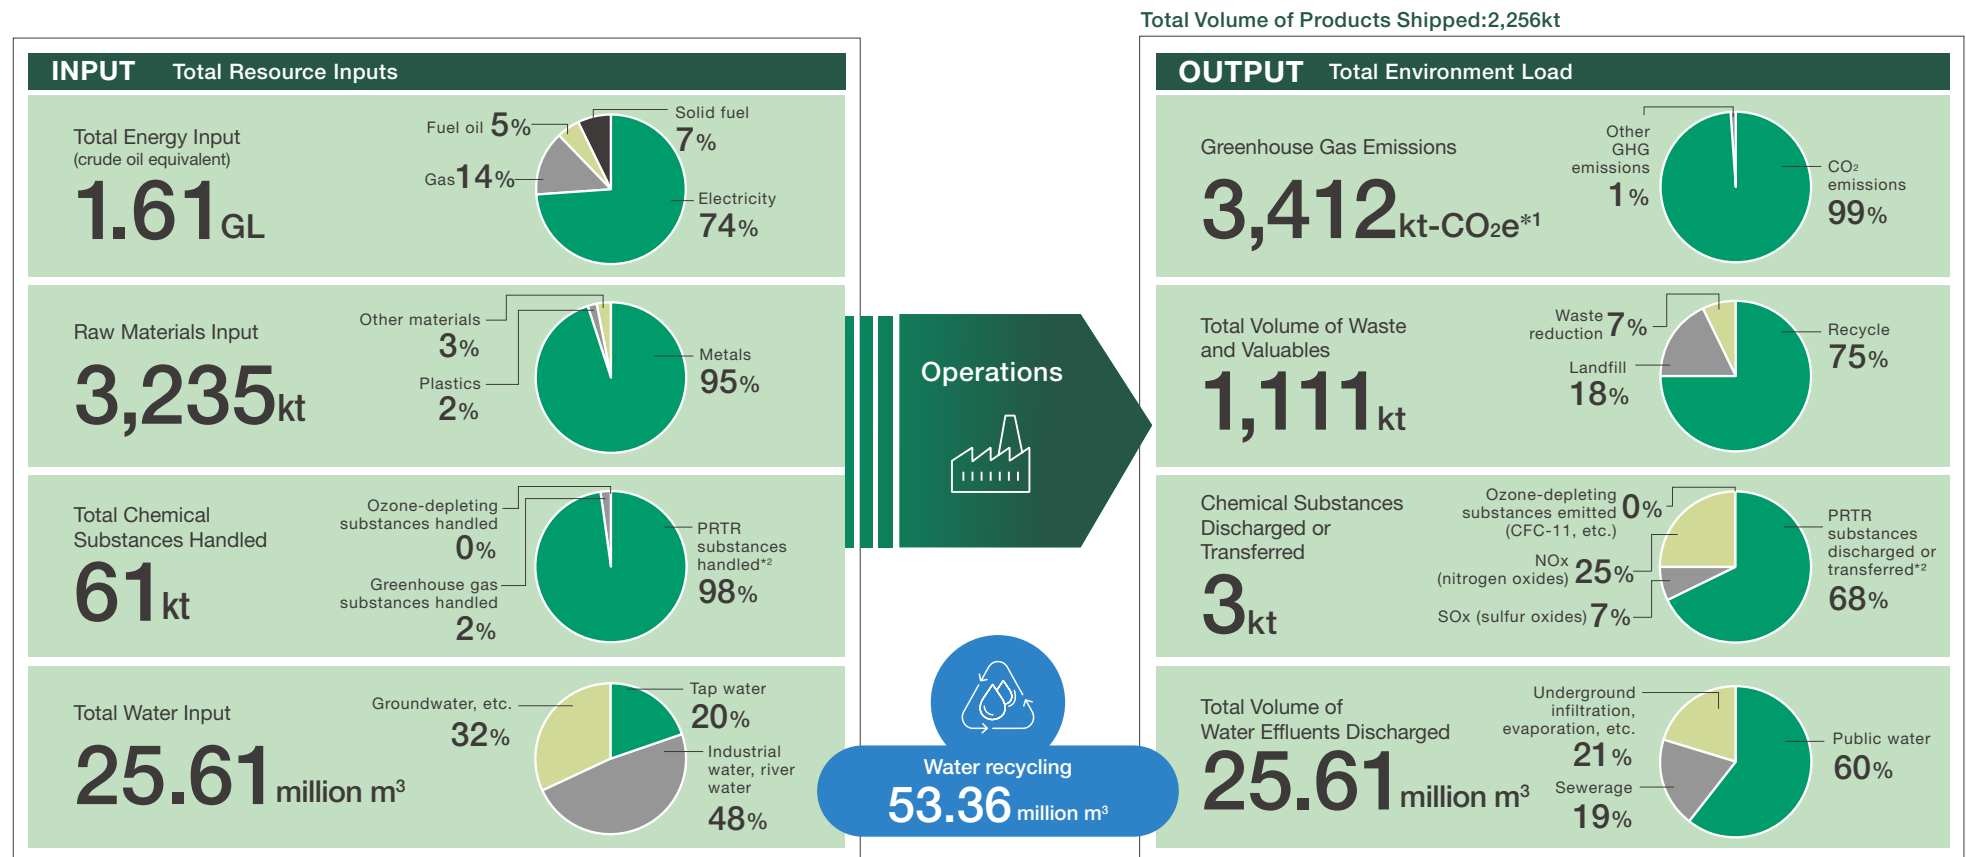 Total Volume of Products Shipped:2,256kt
INPUT Total Resource Inputs
Total Energy Input
(crude oil equivalent)
1.61GL
Fuel oil 5%
Solid fuel
7%
Gas14%
Electricity
74%
Raw Materials Input
3,235kt
Other materials
3%
Plastics
2%
Metals
95%
Total Chemical
Substances Handled
61kt
Ozone-depleting
substances handled
0%
Greenhouse gas
substances handled
2%
PRTR
substances
handled*2
98%
Total Water Input
25.61 million m³
Groundwater, etc.
32%
Tap water
20%
Industrial
water, river
water
48%
Operations
Water recycling
53.36 million m³
OUTPUT Total Environment Load
Greenhouse Gas Emissions
3,412kt-CO₂e*1
Other
GHG
emissions
1%
CO₂
emissions
99%
Total Volume of Waste
and Valuables
1,111kt
Waste
reduction 7%
Landfill
18%
Recycle
75%
Chemical Substances
Discharged or
Transferred
3kt
Ozone-depleting
substances emitted
(CFC-11, etc.) 0%
NOx
(nitrogen oxides) 25%
SOx (sulfur oxides) 7%
PRTR
substances
discharged or
transferred*2
68%
Total Volume of
Water Effluents Discharged
25.61 million m³
Underground
infiltration,
evaporation, etc.
21%
Sewerage
19%
Public water
60%